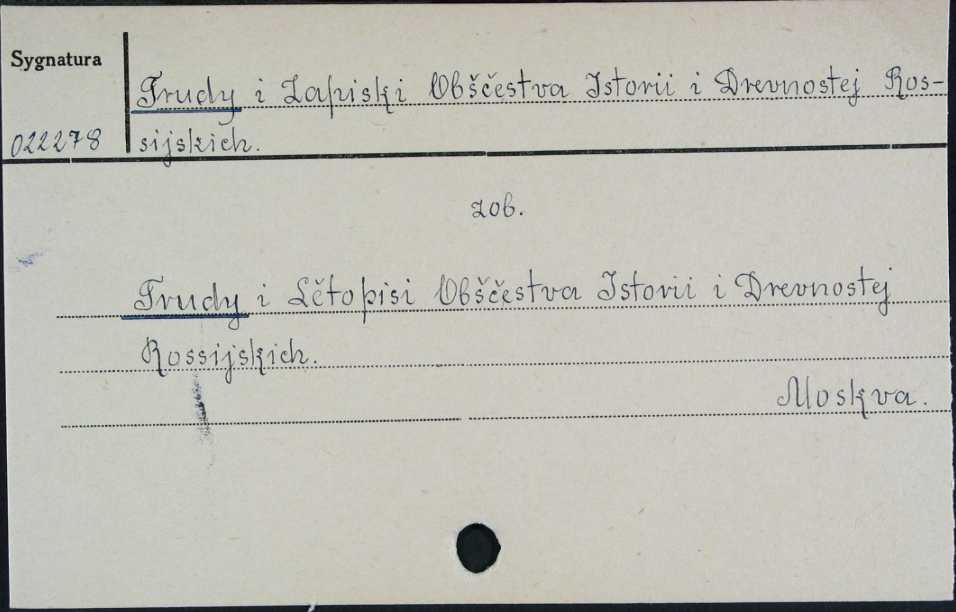 Sygnatura
Trudy i Zapiski Obščestva Istorii i Drevnostej Ros-
022278 sijskich.
zob.
Trudy i Lětopisi Obščestva Istorii i Drevnostej
Rossijskich.
Moskva.